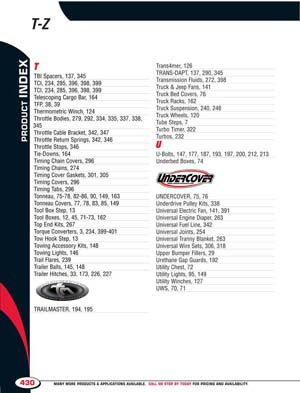 T-Z
PRODUCT INDEX
T
TBI Spacers, 137, 345
TCI, 234, 285, 396, 398, 399
TCI, 234, 285, 396, 398, 399
Telescoping Cargo Bar, 164
TFP, 38, 39
Thermometric Winch, 124
Throttle Bodies, 279, 292, 334, 335, 337, 338,
345
Throttle Cable Bracket, 342, 347
Throttle Return Springs, 342, 346
Throttle Stops, 346
Tie-Downs, 164
Timing Chain Covers, 296
Timing Chains, 274
Timing Cover Gaskets, 301, 305
Timing Covers, 296
Timing Tabs, 296
Tonneau, 75-78, 82-86, 90, 149, 163
Tonneau Covers, 77, 78, 83, 85, 149
Tool Box Step, 13
Tool Boxes, 12, 45, 71-73, 162
Top End Kits, 267
Torque Converters, 3, 234, 399-401
Tow Hook Step, 13
Towing Accessory Kits, 148
Towing Lights, 146
Trail Flares, 239
Trailer Balls, 145, 148
Trailer Hitches, 33, 173, 226, 227
TRAILMASTER, 194, 195
Trans4mer, 126
TRANS-DAPT, 137, 290, 345
Transmission Fluids, 272, 398
Truck & Jeep Fans, 141
Truck Bed Covers, 76
Truck Racks, 162
Truck Suspension, 240, 246
Truck Wheels, 120
Tube Steps, 7
Turbo Timer, 322
Turbos, 232
U
U-Bolts, 147, 177, 187, 193, 197, 200, 212, 213
Underbed Boxes, 74
UNDERCOVER
UNDERCOVER, 75, 76
Underdrive Pulley Kits, 338
Universal Electric Fan, 141, 391
Universal Engine Diaper, 263
Universal Fuel Line, 342
Universal Joints, 254
Universal Tranny Blanket, 263
Universal Wire Sets, 306, 318
Upper Bumper Fillers, 29
Urethane Gap Guards, 192
Utility Chest, 72
Utility Lights, 95, 149
Utility Winches, 127
UWS, 70, 71
430
MANY MORE PRODUCTS & APPLICATIONS AVAILABLE. CALL OR STOP BY TODAY FOR PRICING AND AVAILABILITY.